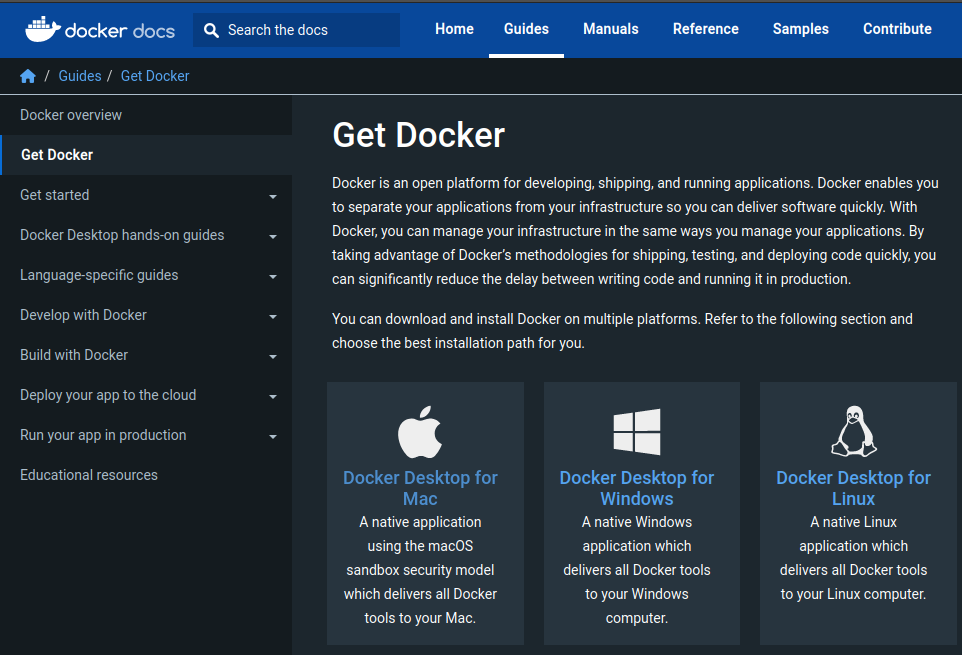 docker docs
Search the docs
Home
Guides
Manuals
Reference
Samples
Contribute
/ Guides / Get Docker
Docker overview
Get Docker
Get started
Docker Desktop hands-on guides
Language-specific guides
Develop with Docker
Build with Docker
Deploy your app to the cloud
Run your app in production
Educational resources
Get Docker
Docker is an open platform for developing, shipping, and running applications. Docker enables you
to separate your applications from your infrastructure so you can deliver software quickly. With
Docker, you can manage your infrastructure in the same ways you manage your applications. By
taking advantage of Docker’s methodologies for shipping, testing, and deploying code quickly, you
can significantly reduce the delay between writing code and running it in production.
You can download and install Docker on multiple platforms. Refer to the following section and
choose the best installation path for you.
Docker Desktop for
Mac
A native application
using the macOS
sandbox security model
which delivers all Docker
tools to your Mac.
Docker Desktop for
Windows
A native Windows
application which
delivers all Docker tools
to your Windows
computer.
Docker Desktop for
Linux
A native Linux
application which
delivers all Docker tools
to your Linux computer.